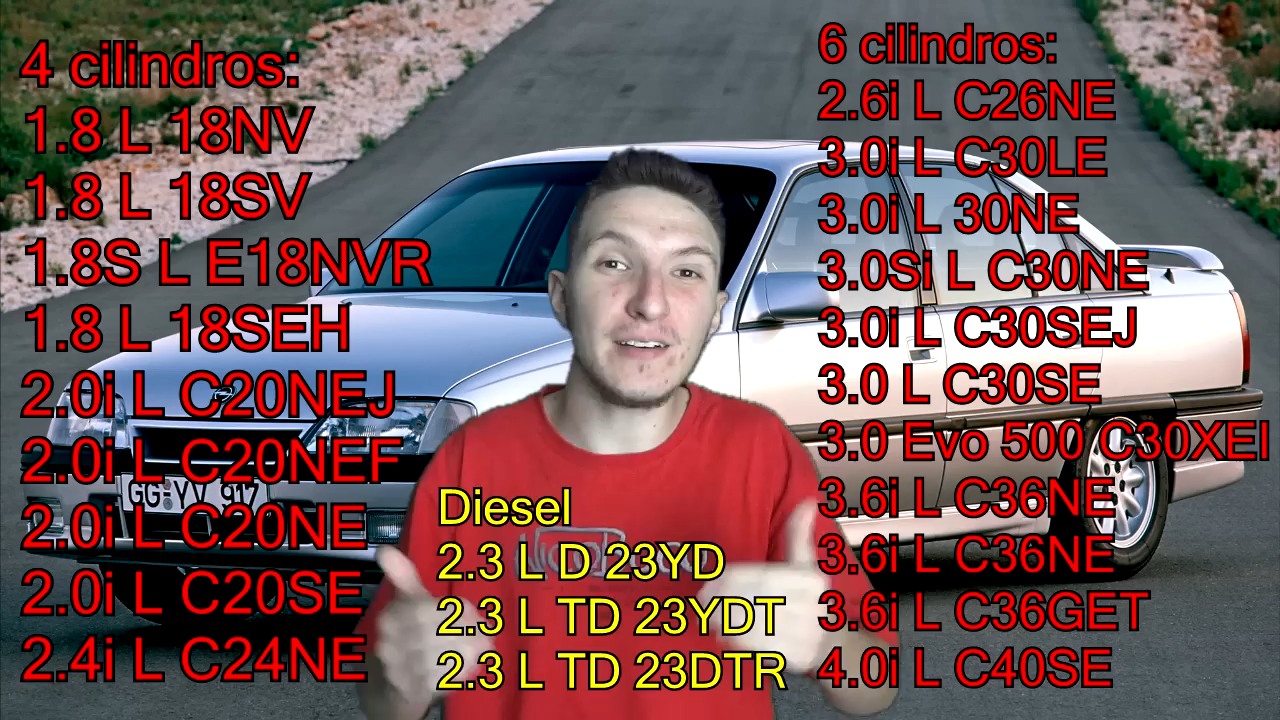 4 cilindros:
1.8 L 18NV
1.8 L 18SV
1.8S L E18NVR
1.8 L 18SEH
2.0i L C20NEJ
2.0i L C20NEF
2.0i L C20NE
2.0i L C20SE
2.4i L C24NE
GG YV 917
Diesel
2.3 L D 23YD
2.3 L TD 23YDT
2.3 L TD 23DTR
6 cilindros:
2.6i L C26NE
3.0i L C30LE
3.0i L 30NE
3.0Si L C30NE
3.0i L C30SEJ
3.0 L C30SE
3.0 Evo 500 C30XEI
3.6i L C36NE
3.6i L C36NE
3.6i L C36GET
4.0i L C40SE